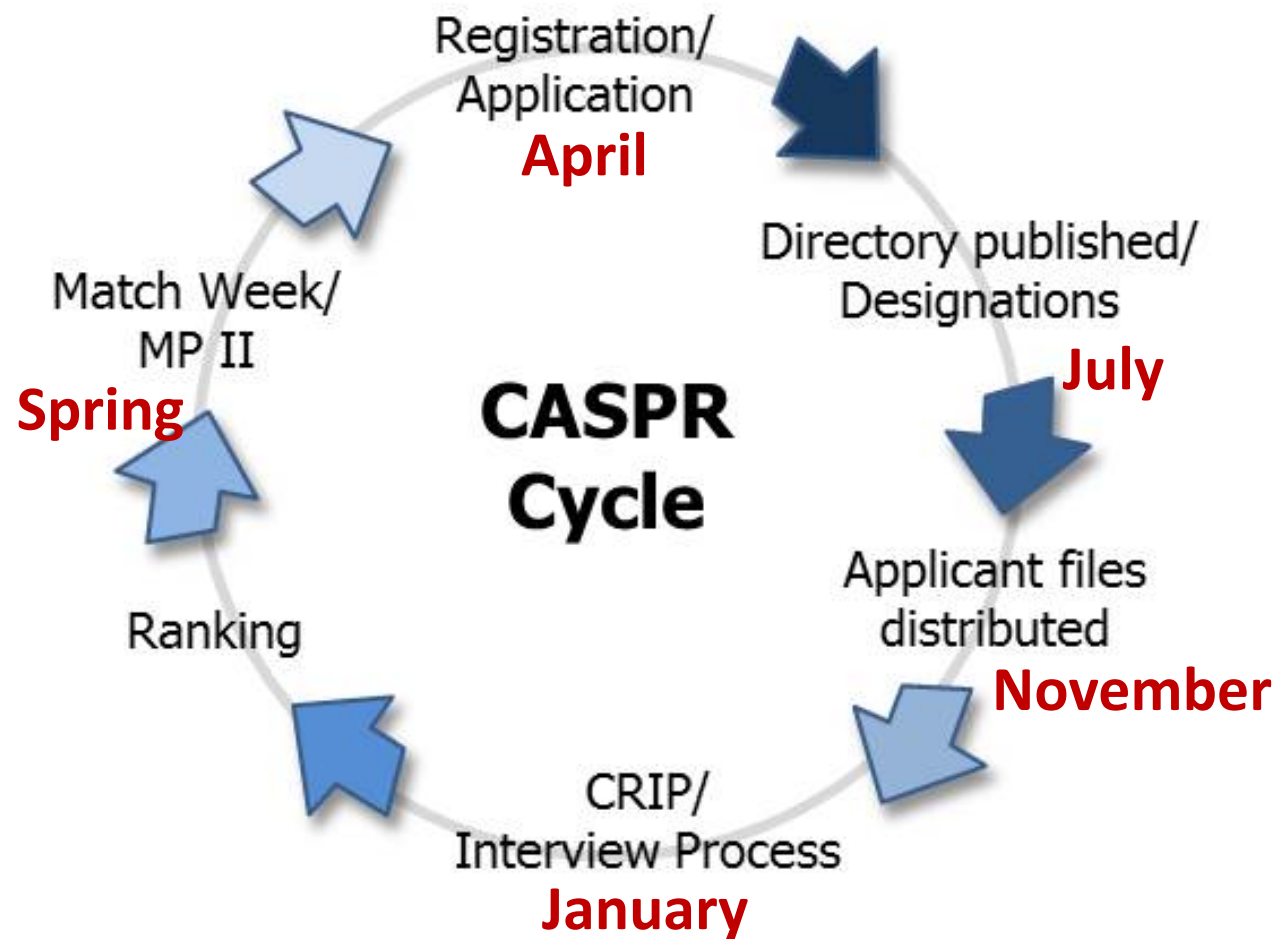 Registration/
Application
April
Directory published/
Designations
July
Applicant files
distributed
November
CRIP/
Interview Process
January
Ranking
Match Week/
MP II
Spring
CASPR
Cycle